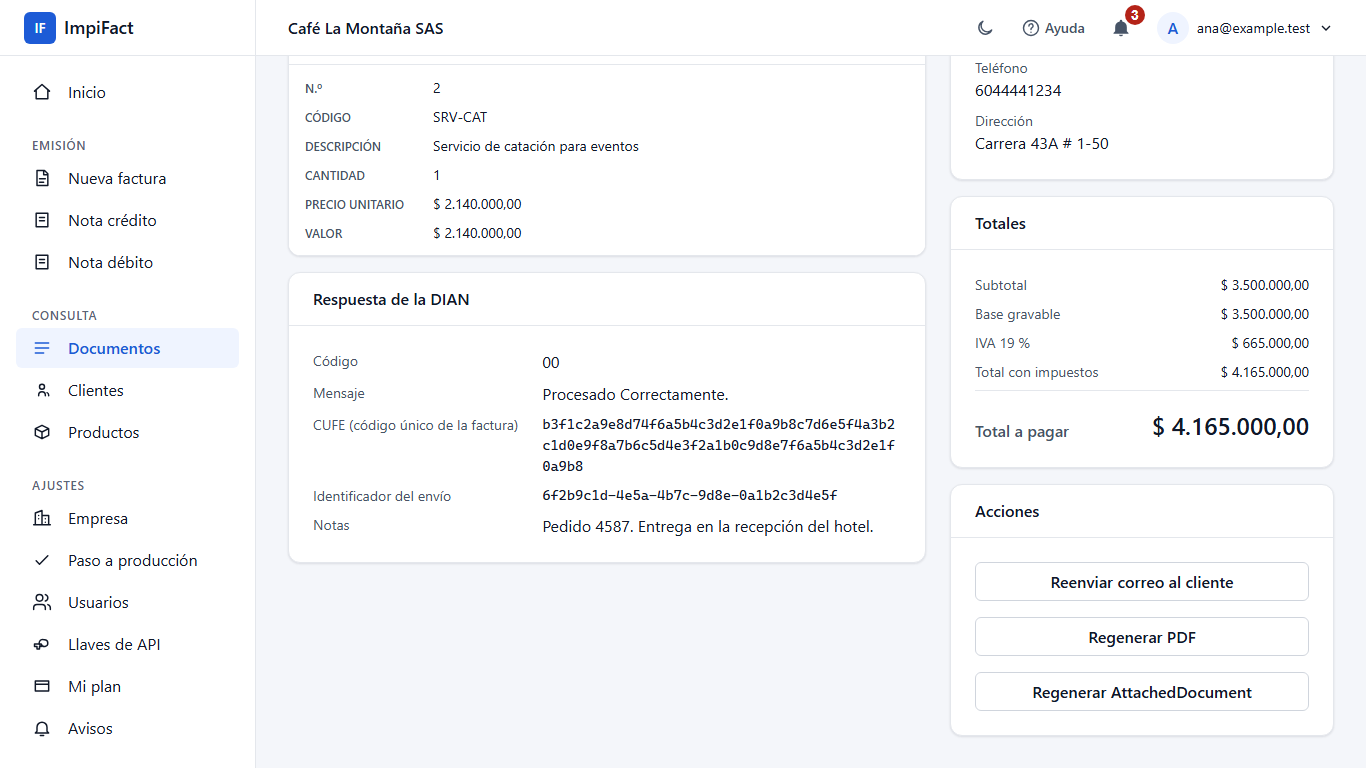 IF ImpiFact
Café La Montaña SAS
Ayuda
3
A
ana@example.test
Inicio
EMISIÓN
Nueva factura
Nota crédito
Nota débito
CONSULTA
Documentos
Clientes
Productos
AJUSTES
Empresa
Paso a producción
Usuarios
Llaves de API
Mi plan
Avisos
N.º 2
CÓDIGO SRV-CAT
DESCRIPCIÓN Servicio de catación para eventos
CANTIDAD 1
PRECIO UNITARIO $ 2.140.000,00
VALOR $ 2.140.000,00
Respuesta de la DIAN
Código 00
Mensaje Procesado Correctamente.
CUFE (código único de la factura) b3f1c2a9e8d74f6a5b4c3d2e1f0a9b8c7d6e5f4a3b2
c1d0e9f8a7b6c5d4e3f2a1b0c9d8e7f6a5b4c3d2e1f
0a9b8
Identificador del envío 6f2b9c1d-4e5a-4b7c-9d8e-0a1b2c3d4e5f
Notas Pedido 4587. Entrega en la recepción del hotel.
Teléfono
6044441234
Dirección
Carrera 43A # 1-50
Totales
Subtotal $ 3.500.000,00
Base gravable $ 3.500.000,00
IVA 19 % $ 665.000,00
Total con impuestos $ 4.165.000,00
Total a pagar $ 4.165.000,00
Acciones
Reenviar correo al cliente
Regenerar PDF
Regenerar AttachedDocument